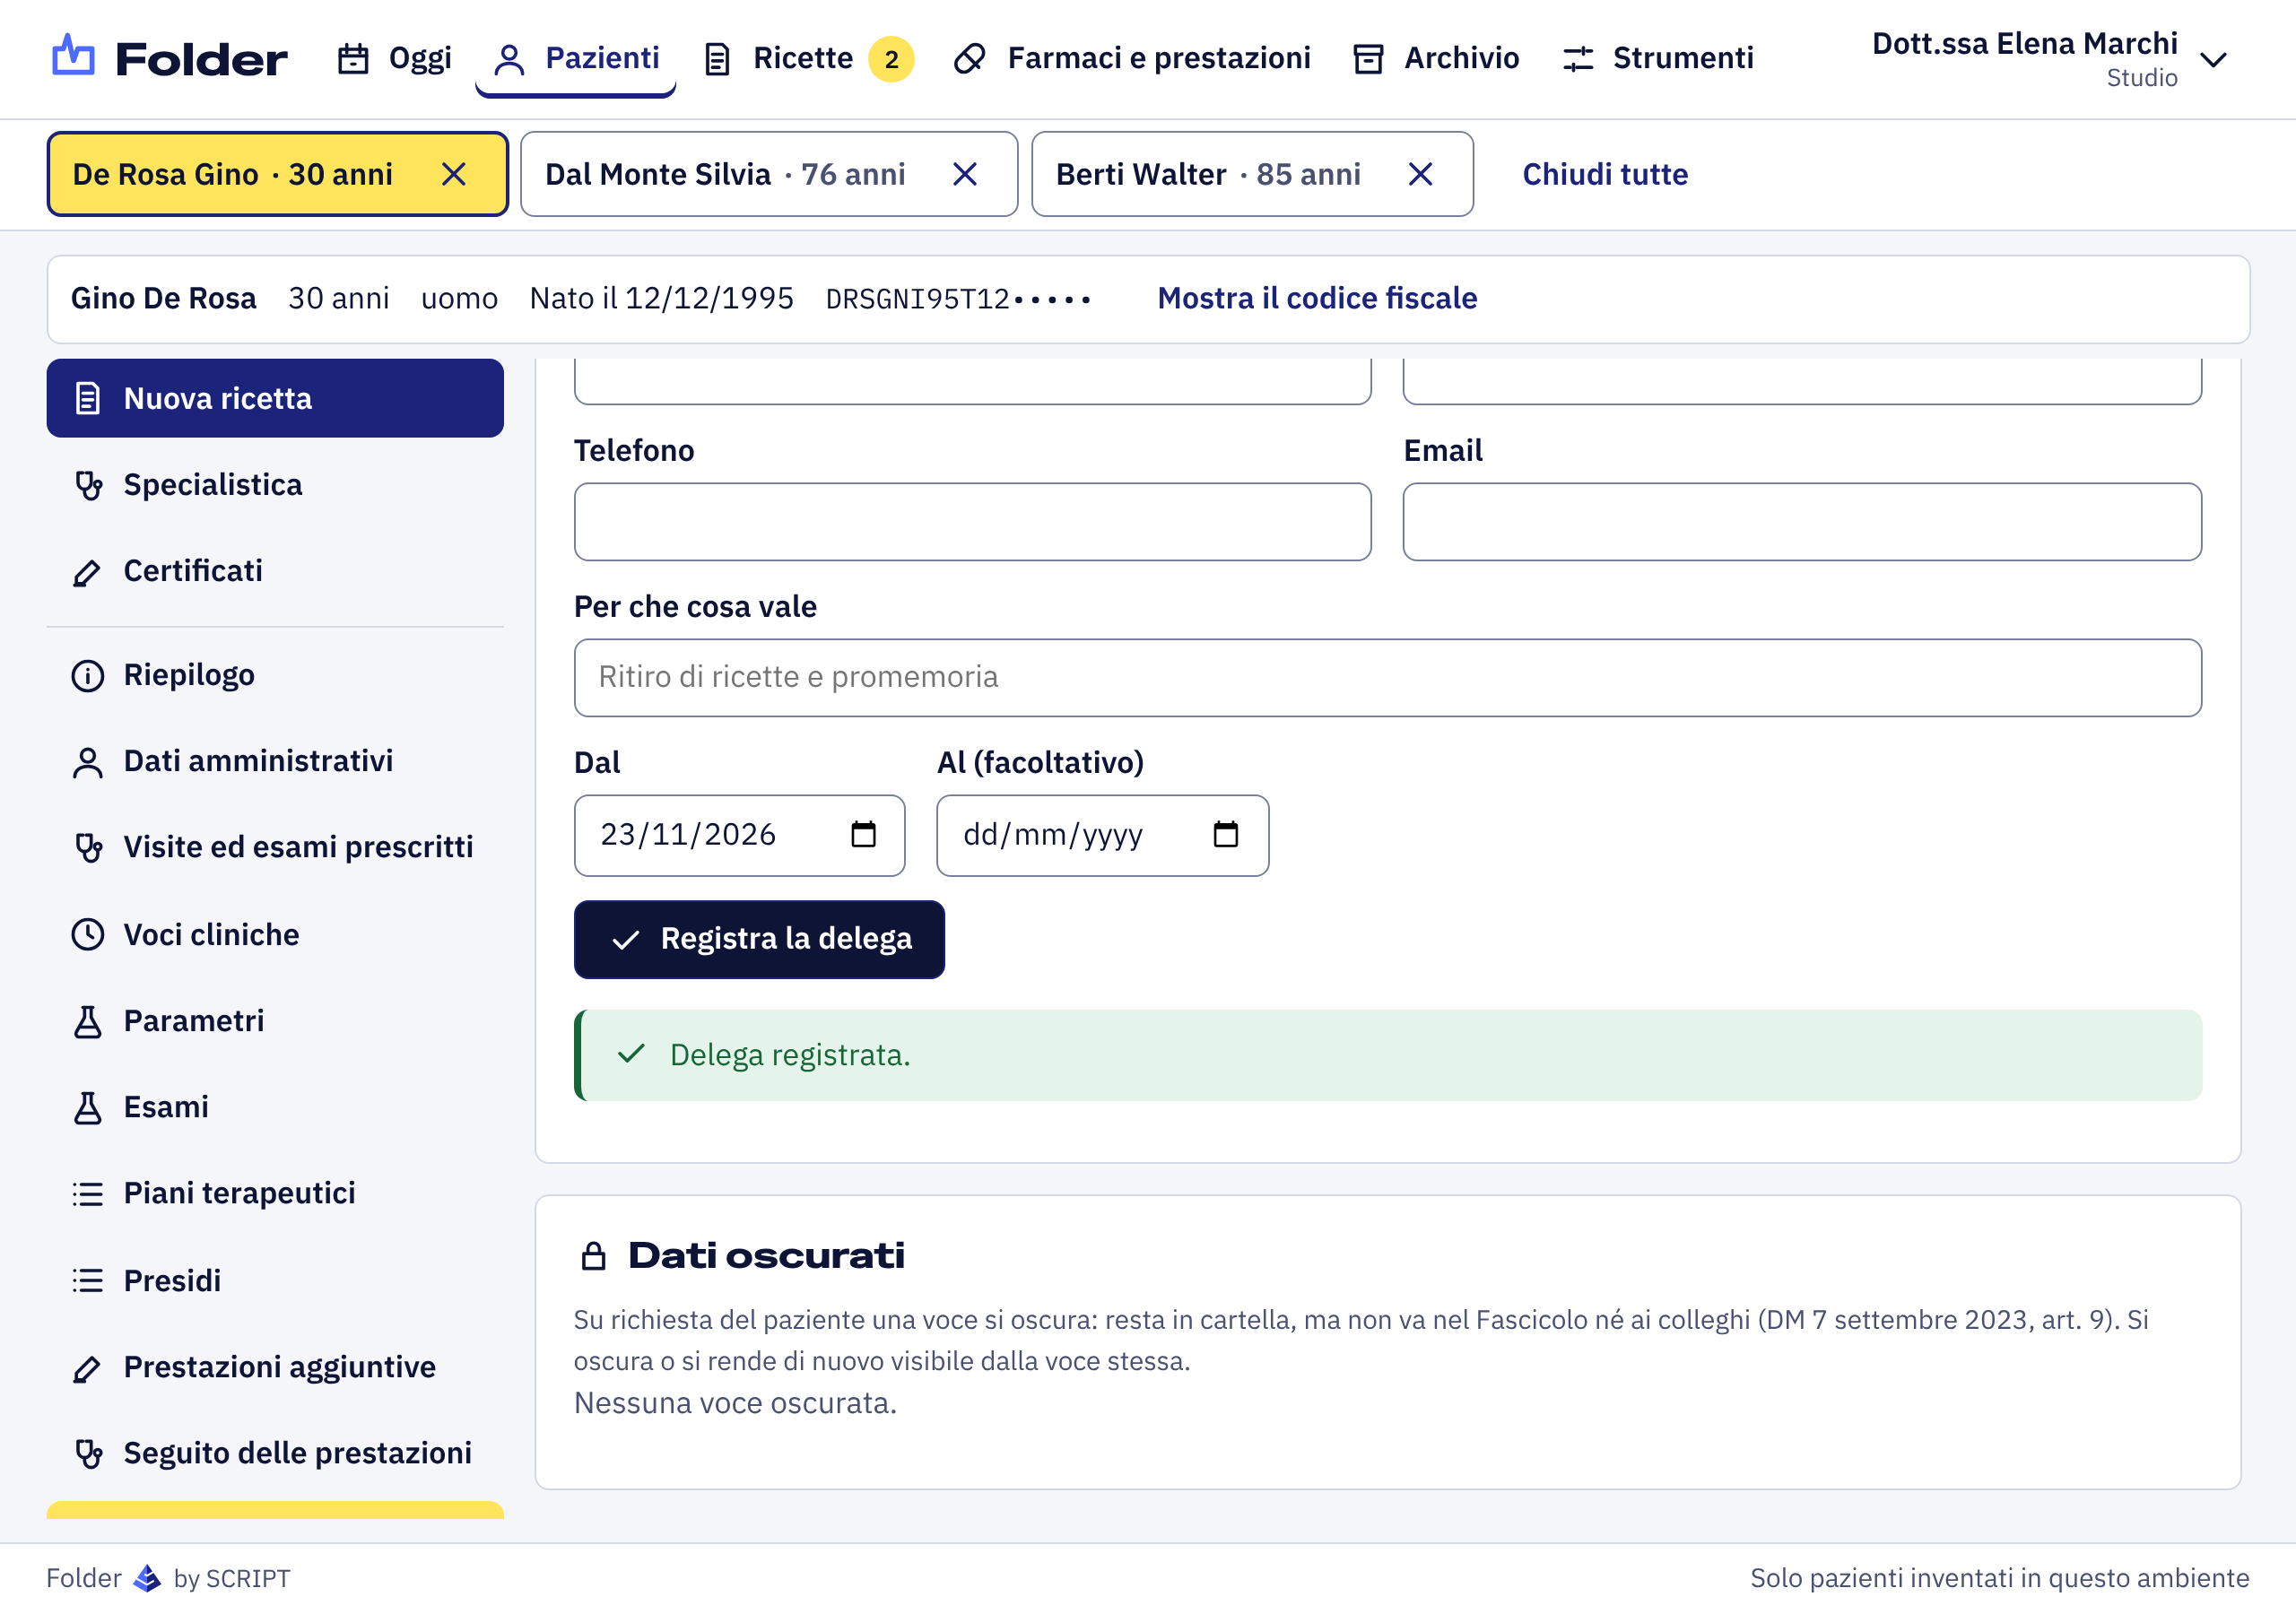 Folder
Oggi
Pazienti
Ricette 2
Farmaci e prestazioni
Archivio
Strumenti
Dott.ssa Elena Marchi
Studio
De Rosa Gino · 30 anni
Dal Monte Silvia · 76 anni
Berti Walter · 85 anni
Chiudi tutte
Gino De Rosa 30 anni uomo Nato il 12/12/1995 DRSGNI95T12••••• Mostra il codice fiscale
Nuova ricetta
Specialistica
Certificati
Riepilogo
Dati amministrativi
Visite ed esami prescritti
Voci cliniche
Parametri
Esami
Piani terapeutici
Presidi
Prestazioni aggiuntive
Seguito delle prestazioni
Telefono
Email
Per che cosa vale
Ritiro di ricette e promemoria
Dal
Al (facoltativo)
23/11/2026
dd/mm/yyyy
Registra la delega
Delega registrata.
Dati oscurati
Su richiesta del paziente una voce si oscura: resta in cartella, ma non va nel Fascicolo né ai colleghi (DM 7 settembre 2023, art. 9). Si
oscura o si rende di nuovo visibile dalla voce stessa.
Nessuna voce oscurata.
Folder by SCRIPT
Solo pazienti inventati in questo ambiente